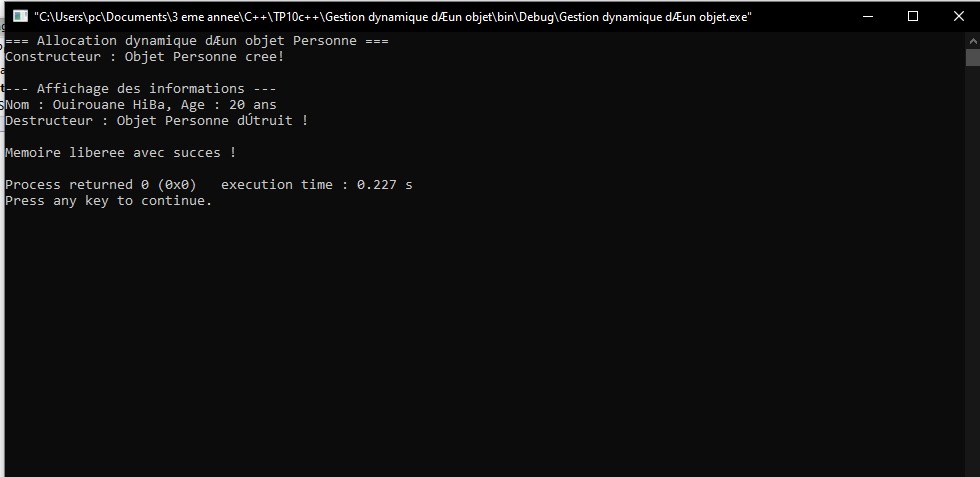 "C:\Users\pc\Documents\3 eme annee\C++\TP10c++\Gestion dynamique dÆun objet\bin\Debug\Gestion dynamique dÆun objet.exe"
=== Allocation dynamique dÆun objet Personne ===
Constructeur : Objet Personne cree!
--- Affichage des informations ---
Nom : Ouirouane HiBa, Age : 20 ans
Destructeur : Objet Personne dÚtruit !
Memoire liberee avec succes !
Process returned 0 (0x0)   execution time : 0.227 s
Press any key to continue.